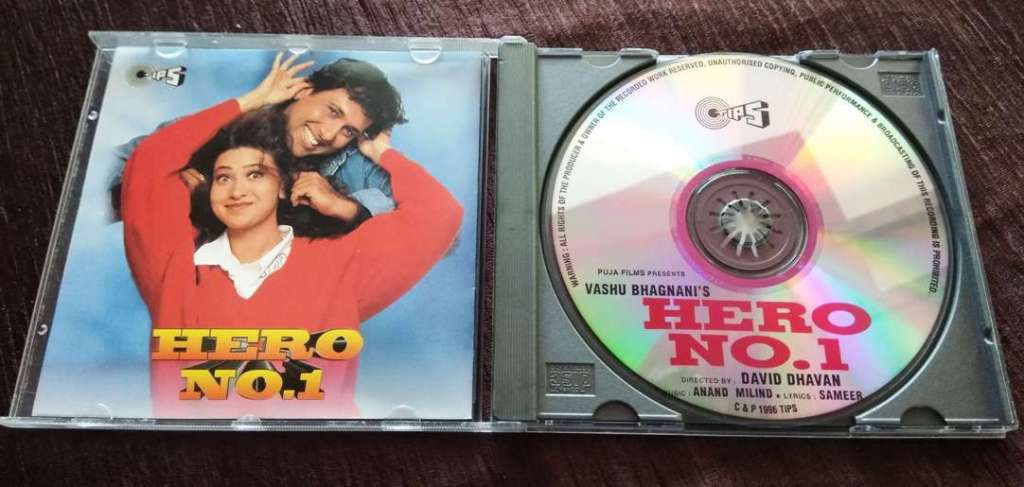 TIPS
HERO
NO.1
WARNING : ALL RIGHTS OF THE PRODUCER & OWNER OF THE RECORDED WORK RESERVED. UNAUTHORISED COPYING, PUBLIC PERFORMANCE & BROADCASTING OF THIS RECORDING IS PROHIBITED.
TIPS
PUJA FILMS PRESENTS
VASHU BHAGNANI'S
HERO
NO.1
DIRECTED BY : DAVID DHAVAN
MUSIC : ANAND MILIND • LYRICS : SAMEER
C & P 1996 TIPS